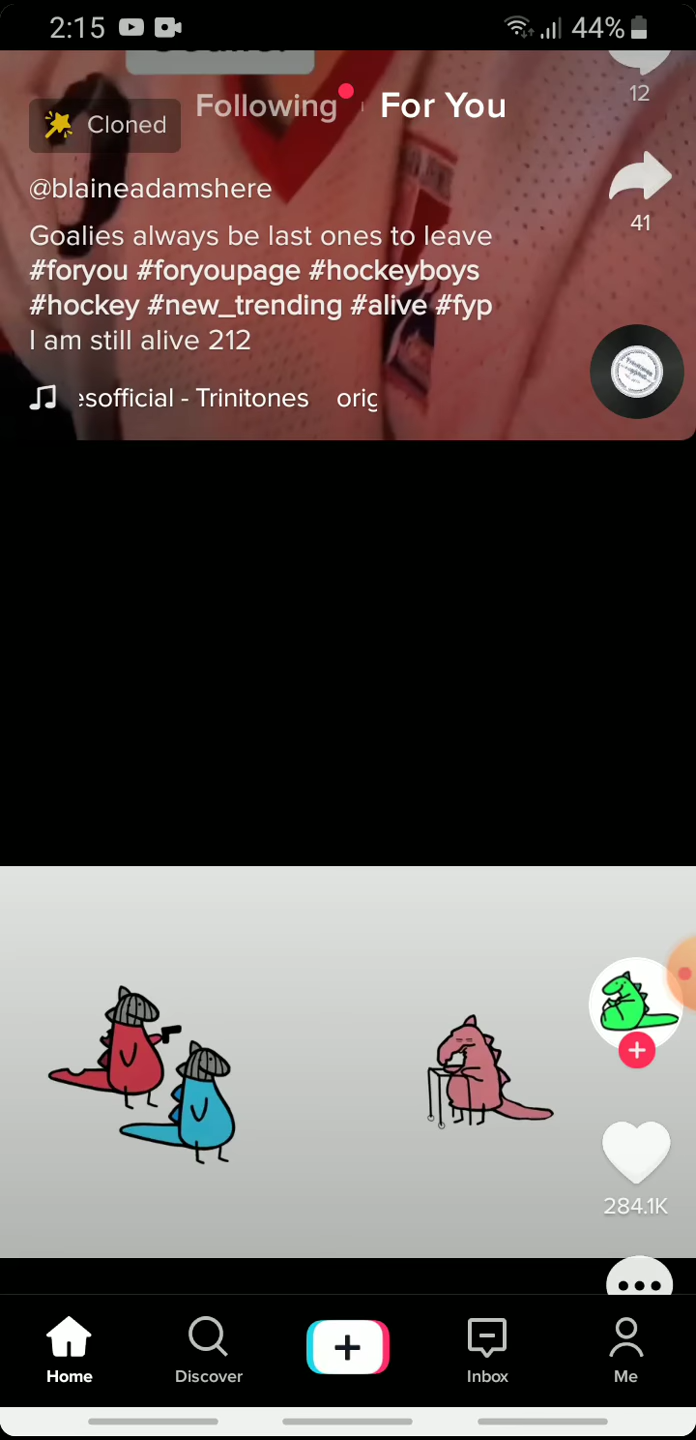 2:15
44%
12
Following
For You
Cloned
@blaineadamshere
41
Goalies always be last ones to leave
#foryou #foryoupage #hockeyboys
#hockey #new_trending #alive #fyp
I am still alive 212
esofficial - Trinitones orig
284.1K
Home
Discover
Inbox
Me